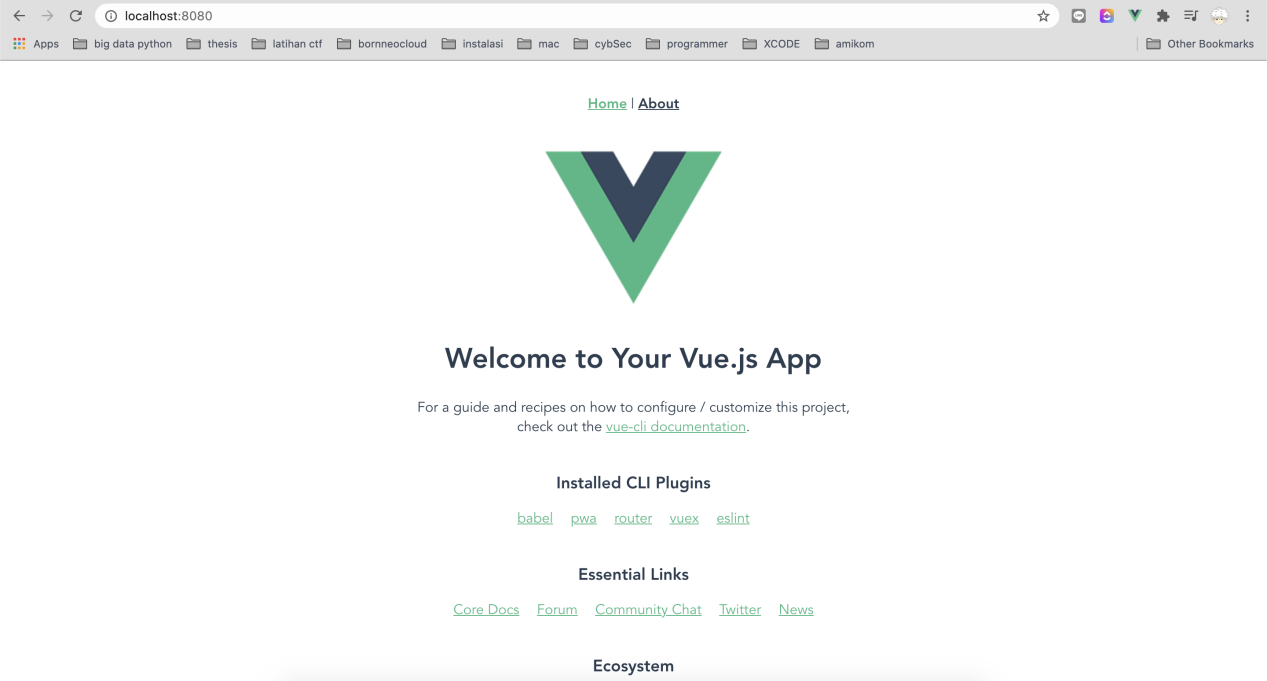 localhost:8080
Apps big data python thesis latihan ctf bornneocloud instalasi mac cybSec programmer XCODE amikom Other Bookmarks
Home | About
Welcome to Your Vue.js App
For a guide and recipes on how to configure / customize this project,
check out the vue-cli documentation.
Installed CLI Plugins
babel pwa router vuex eslint
Essential Links
Core Docs Forum Community Chat Twitter News
Ecosystem